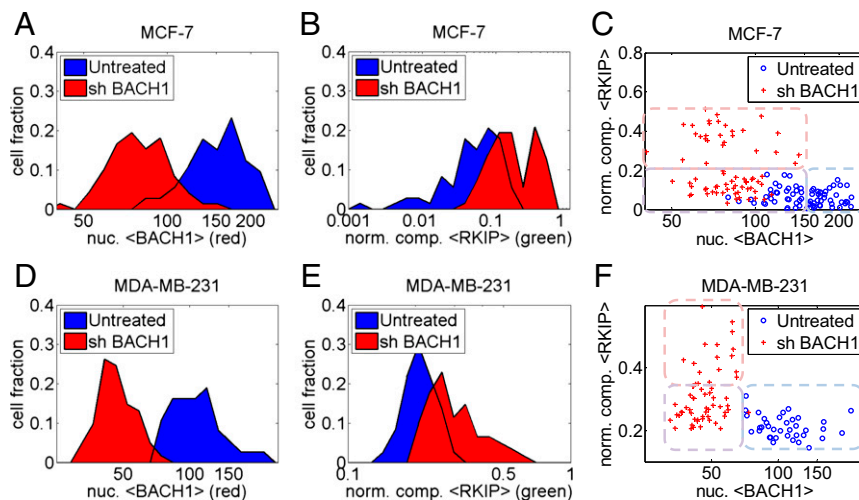 A
MCF-7
cell fraction
0.4
0.3
0.2
0.1
0
Untreated
sh BACH1
50 100 150 200
nuc. <BACH1> (red)
B
MCF-7
cell fraction
0.4
0.3
0.2
0.1
0
Untreated
sh BACH1
0.001 0.01 0.1 1
norm. comp. <RKIP> (green)
C
MCF-7
norm. comp. <RKIP>
0.8
0.6
0.4
0.2
0
Untreated
sh BACH1
50 100 150 200
nuc. <BACH1>
D
MDA-MB-231
cell fraction
0.4
0.3
0.2
0.1
0
Untreated
sh BACH1
50 100 150
nuc. <BACH1> (red)
E
MDA-MB-231
cell fraction
0.4
0.3
0.2
0.1
0
Untreated
sh BACH1
0.1 0.5 1
norm. comp. <RKIP> (green)
F
MDA-MB-231
norm. comp. <RKIP>
0.4
0.2
Untreated
sh BACH1
50 100 150
nuc. <BACH1>